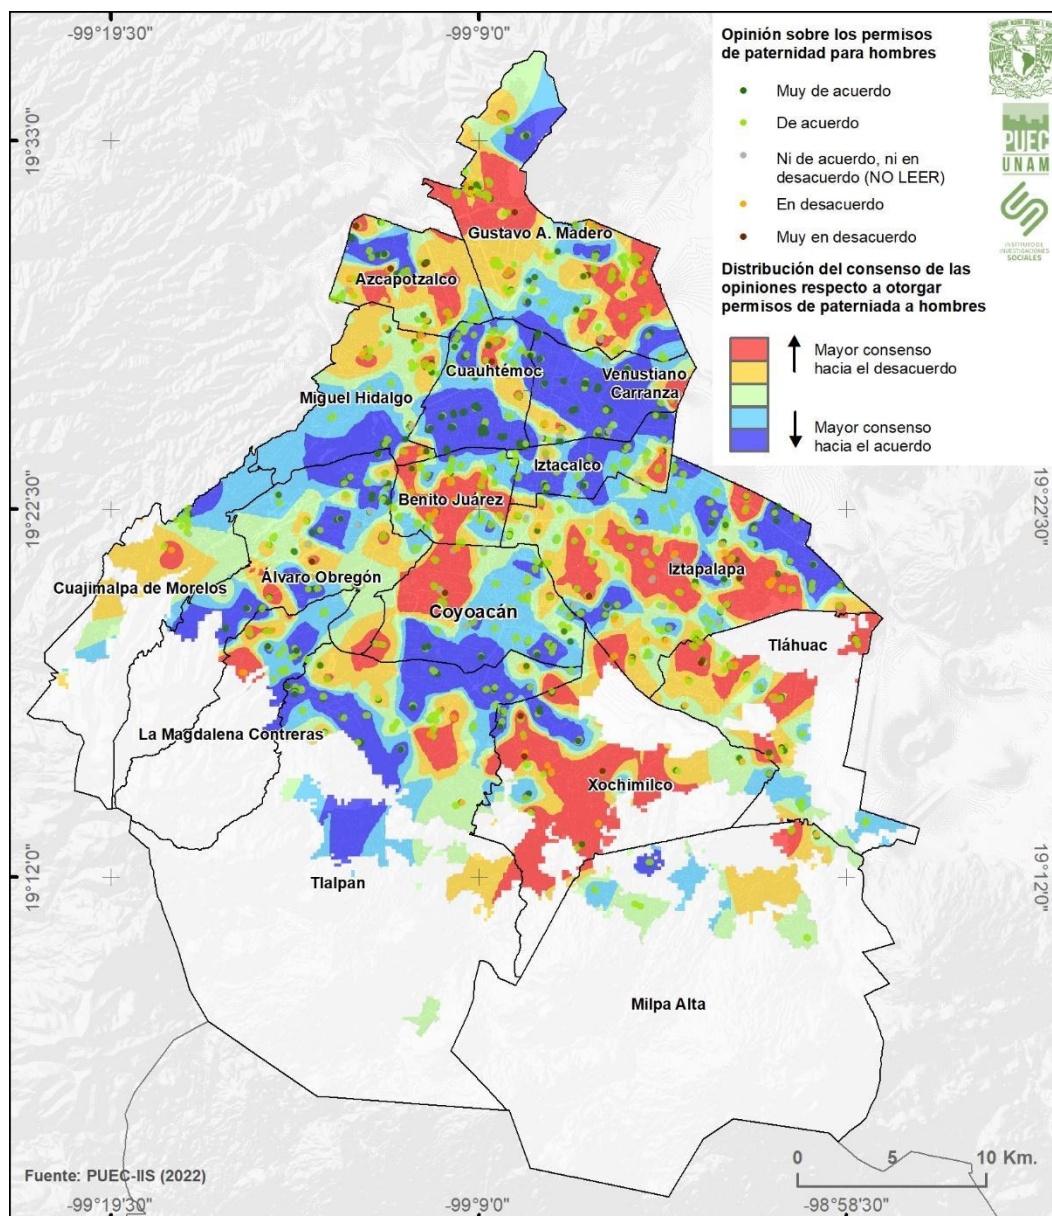 -99°19'30"
-99°9'0"
Opinión sobre los permisos
de paternidad para hombres
Muy de acuerdo
De acuerdo
Ni de acuerdo, ni en
desacuerdo (NO LEER)
En desacuerdo
Muy en desacuerdo
PUEC
UNAM
INSTITUTO DE
INVESTIGACIONES
SOCIALES
Distribución del consenso de las
opiniones respecto a otorgar
permisos de paterniada a hombres
Mayor consenso
hacia el desacuerdo
Mayor consenso
hacia el acuerdo
19°33'0"
Gustavo A. Madero
Azcapotzalco
Cuauhtémoc
Venustiano
Carranza
Miguel Hidalgo
Iztacalco
Benito Juárez
19°22'30"
19°22'30"
Cuajimalpa de Morelos
Álvaro Obregón
Iztapalapa
Coyoacán
Tláhuac
La Magdalena Contreras
Xochimilco
19°12'0"
19°12'0"
Tlalpan
Milpa Alta
Fuente: PUEC-IIS (2022)
0 5 10 Km.
-99°19'30"
-99°9'0"
-98°58'30"